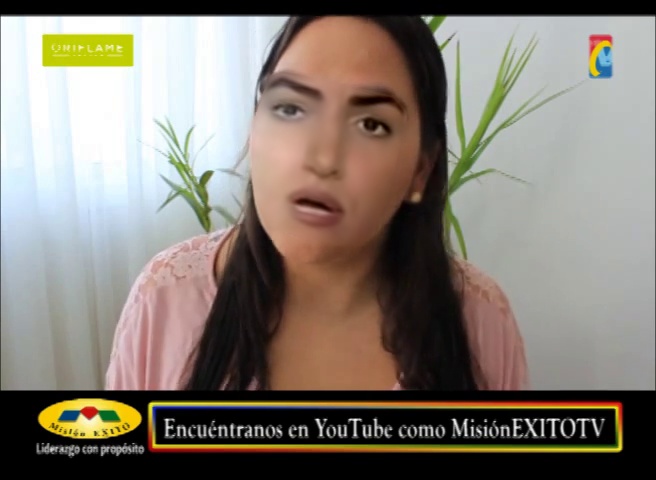 ORIFLAME
Misión EXITO
Liderazgo con propósito
Encuéntranos en YouTube como MisiónEXITOTV